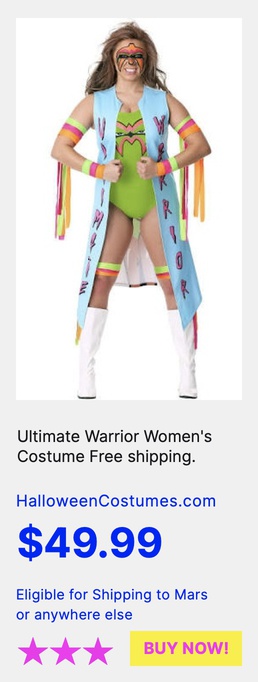 ULTIMATE
WARRIOR
Ultimate Warrior Women's
Costume Free shipping.
HalloweenCostumes.com
$49.99
Eligible for Shipping to Mars
or anywhere else
BUY NOW!